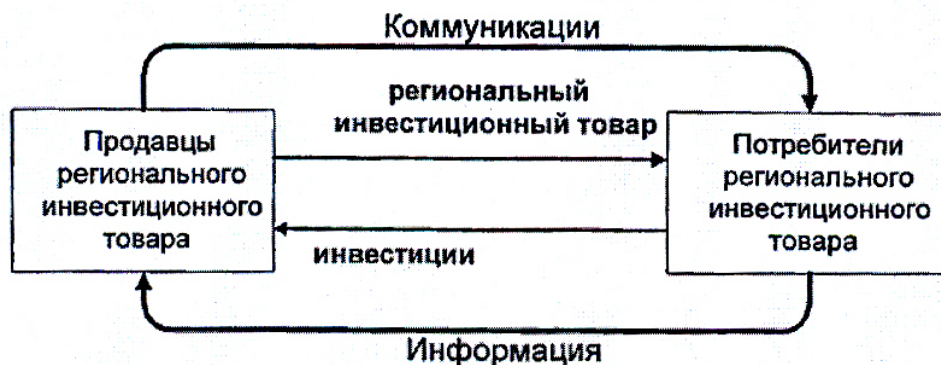 Коммуникации
региональный
инвестиционный товар
Продавцы
регионального
инвестиционного
товара
Потребители
регионального
инвестиционного
товара
инвестиции
Информация